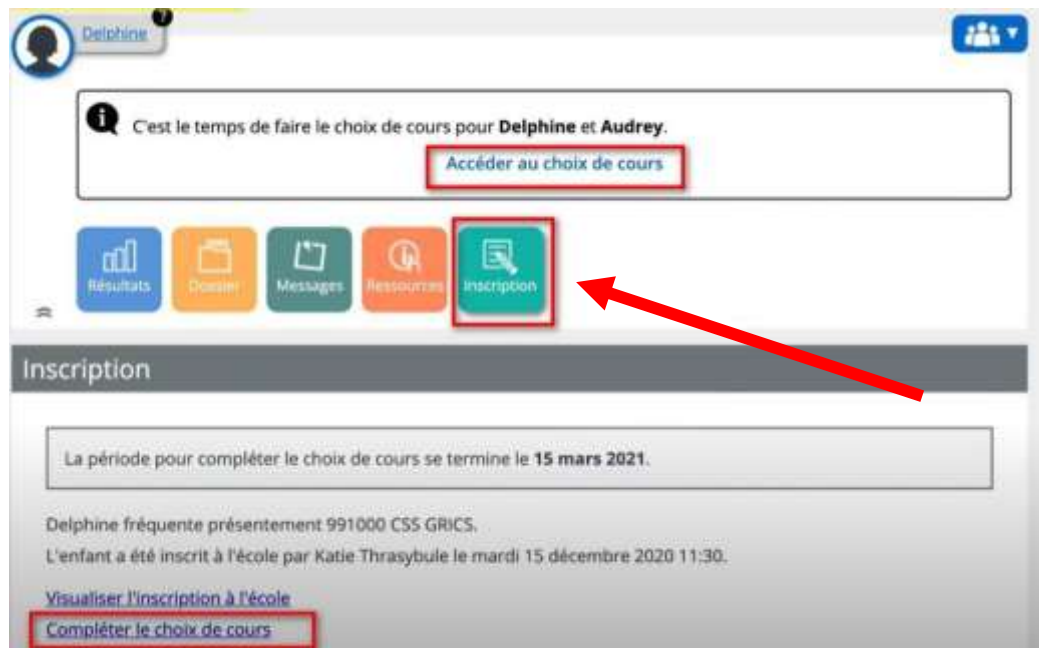 Delphine
7
C'est le temps de faire le choix de cours pour Delphine et Audrey.
Accéder au choix de cours
Résultats
Dossier
Messages
Ressources
Inscription
Inscription
La période pour compléter le choix de cours se termine le 15 mars 2021.
Delphine fréquente présentement 991000 CSS GRICS.
L'enfant a été inscrit à l'école par Katie Thrasybule le mardi 15 décembre 2020 11:30.
Visualiser l'inscription à l'école
Compléter le choix de cours